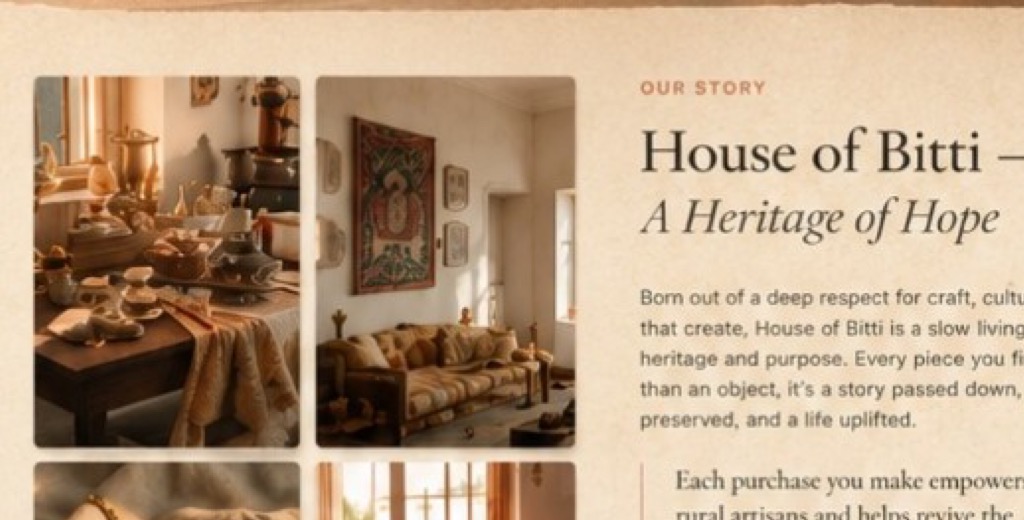 OUR STORY
House of Bitti –
A Heritage of Hope
Born out of a deep respect for craft,
that create, House of Bitti is a slow living
heritage and purpose. Every piece you
than an object, it's a story passed down,
preserved, and a life uplifted.
Each purchase you make empowers
rural artisans and helps revive the